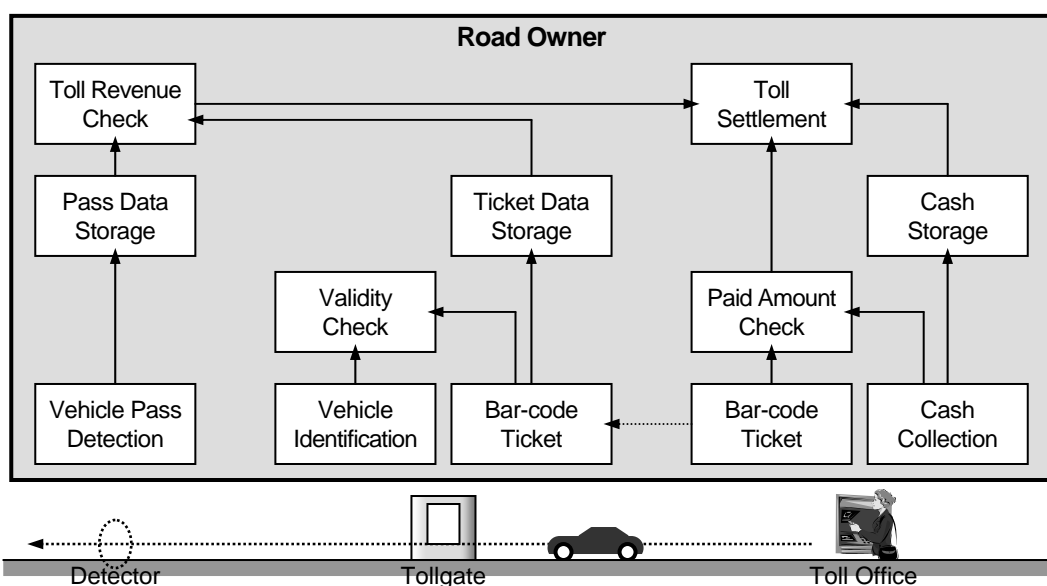 Road Owner
Toll Revenue
Check
Toll
Settlement
Pass Data
Storage
Ticket Data
Storage
Cash
Storage
Validity
Check
Paid Amount
Check
Vehicle Pass
Detection
Vehicle
Identification
Bar-code
Ticket
Bar-code
Ticket
Cash
Collection
Detector
Tollgate
Toll Office